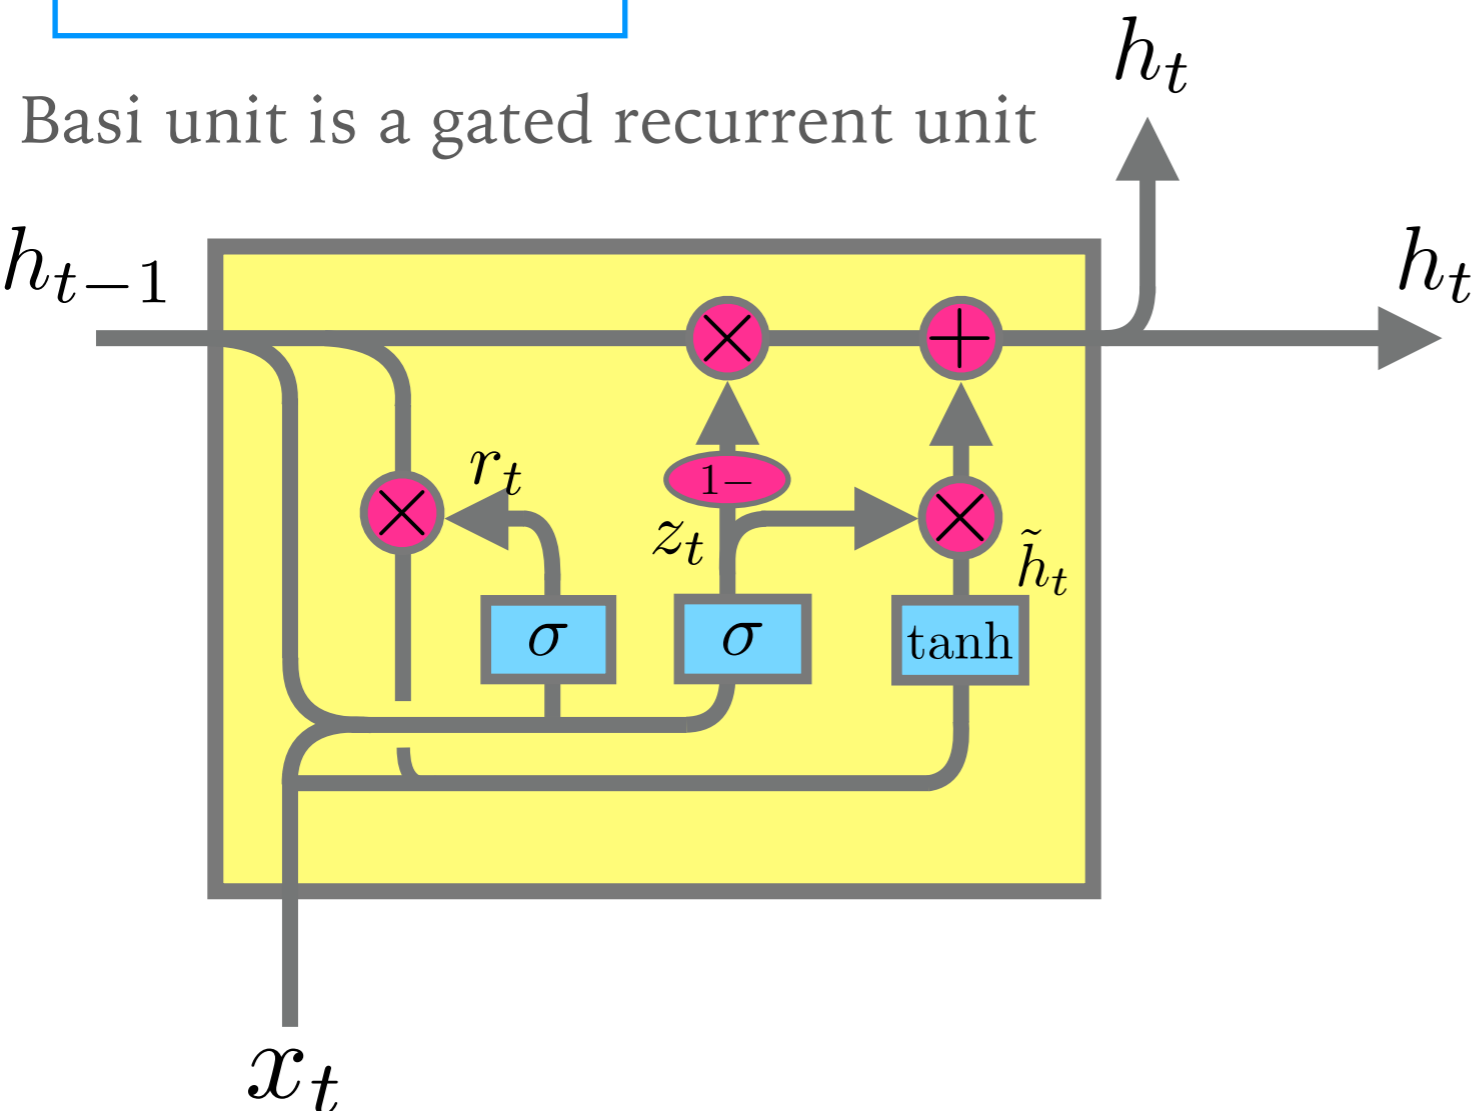 Basi unit is a gated recurrent unit
h_t
h_{t-1}
h_t
r_t
1−
z_t
h̃_t
σ
σ
tanh
x_t